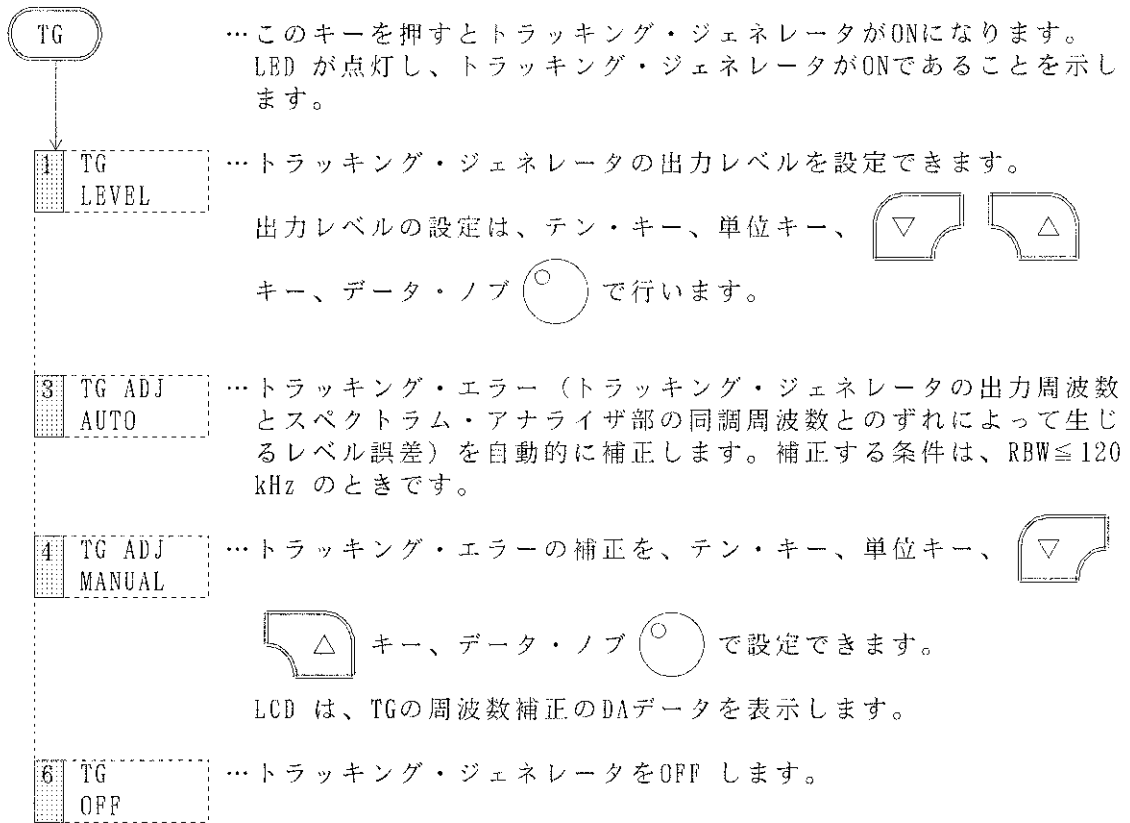 TG …このキーを押すとトラッキング・ジェネレータがONになります。
LED が点灯し、トラッキング・ジェネレータがONであることを示し
ます。
1 TG …トラッキング・ジェネレータの出力レベルを設定できます。
LEVEL
出力レベルの設定は、テン・キー、単位キー、 ▽ △
キー、データ・ノブ で行います。
3 TG ADJ …トラッキング・エラー（トラッキング・ジェネレータの出力周波数
AUTO とスペクトラム・アナライザ部の同調周波数とのずれによって生じ
るレベル誤差）を自動的に補正します。補正する条件は、RBW≦120
kHz のときです。
4 TG ADJ …トラッキング・エラーの補正を、テン・キー、単位キー、 ▽
MANUAL
△ キー、データ・ノブ で設定できます。
LCD は、TGの周波数補正のDAデータを表示します。
6 TG …トラッキング・ジェネレータをOFF します。
OFF